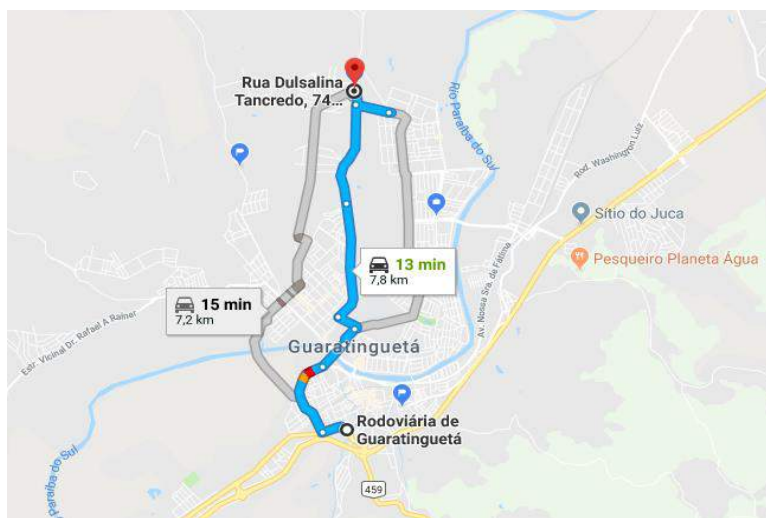 Rua Dulsalina
Tancredo, 74...
Rio Paraíba do Sul
Rod. Washington Luiz
Sítio do Juca
Pesqueiro Planeta Água
13 min
7,8 km
15 min
7,2 km
Av. Nossa Sra. de Fátima
Estr. Vicinal Dr. Rafael A Rainer
Guaratinguetá
Rodoviária de
Guaratinguetá
Paraíba do Sul
459